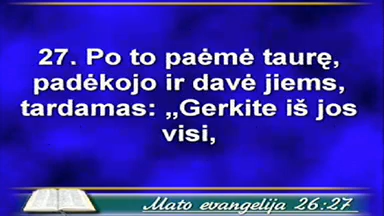 27. Po to paėmė taurę,
padėkojo ir davė jiems,
tardamas: „Gerkite iš jos
visi,
Mato evangelija 26:27